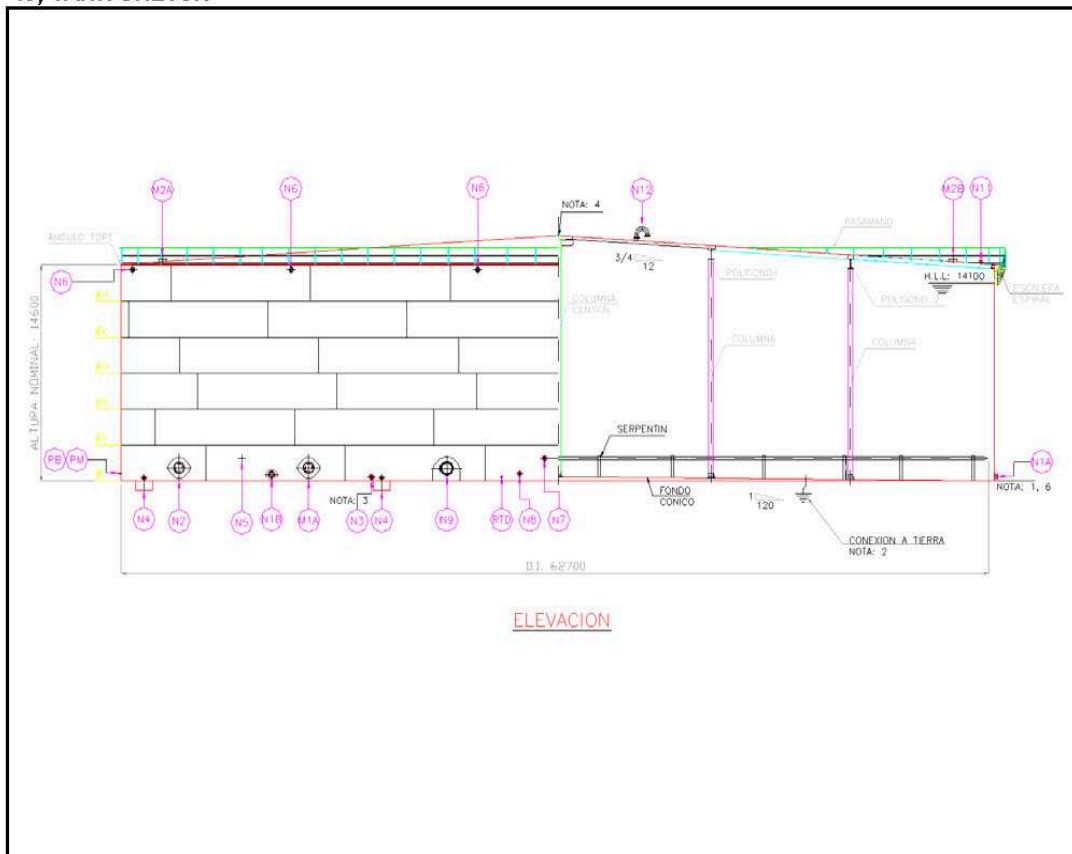 M2A
N6
N6
N12
M2B
N11
NOTA: 4
ANGULO TOPE
PASAMANO
3/4
12
POLIGONO 1
H.L.L: 14100
N6
COLUMNA
CENTRAL
POLIGONO 2
ESCALERA
ESPIRAL
ALTURA NOMINAL: 14600
COLUMNA
COLUMNA
SERPENTIN
PB
PM
N1A
NOTA: 1, 6
NOTA: 3
FONDO
CONICO
1
120
N4
N2
N5
N1B
M1A
N3
N4
N9
RTD
N8
N7
CONEXION A TIERRA
NOTA: 2
D.I. 62700
ELEVACION